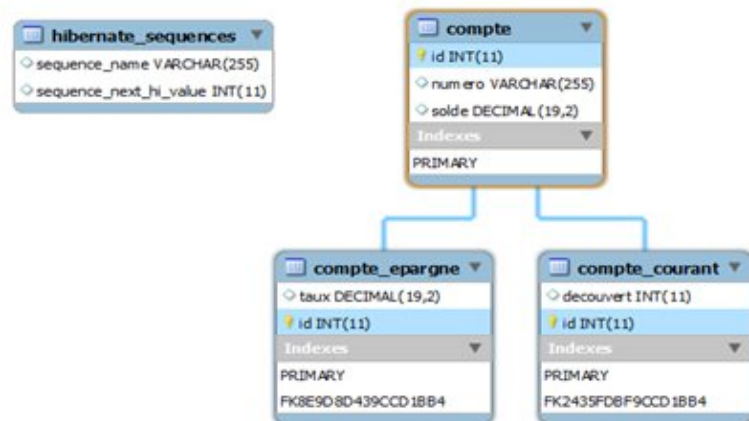 hibernate_sequences
sequence_name VARCHAR(255)
sequence_next_hi_value INT(11)
compte
id INT(11)
numero VARCHAR(255)
solde DECIMAL(19,2)
Indexes
PRIMARY
compte_epargne
taux DECIMAL(19,2)
id INT(11)
Indexes
PRIMARY
FK8E9D8D439CCD1BB4
compte_courant
decouvert INT(11)
id INT(11)
Indexes
PRIMARY
FK2435FDBF9CCD1BB4